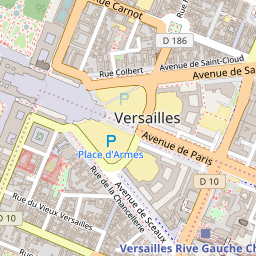 Rue Carnot
D 186
Avenue de Saint-Cloud
Rue Colbert
Avenue de Sa
P
Versailles
P
Place d'Armes
Avenue de Paris
D 10
Rue de la Chancellerie
Rue du Vieux Versailles
D 10
Avenue de Sceaux
Versailles Rive Gauche Ch